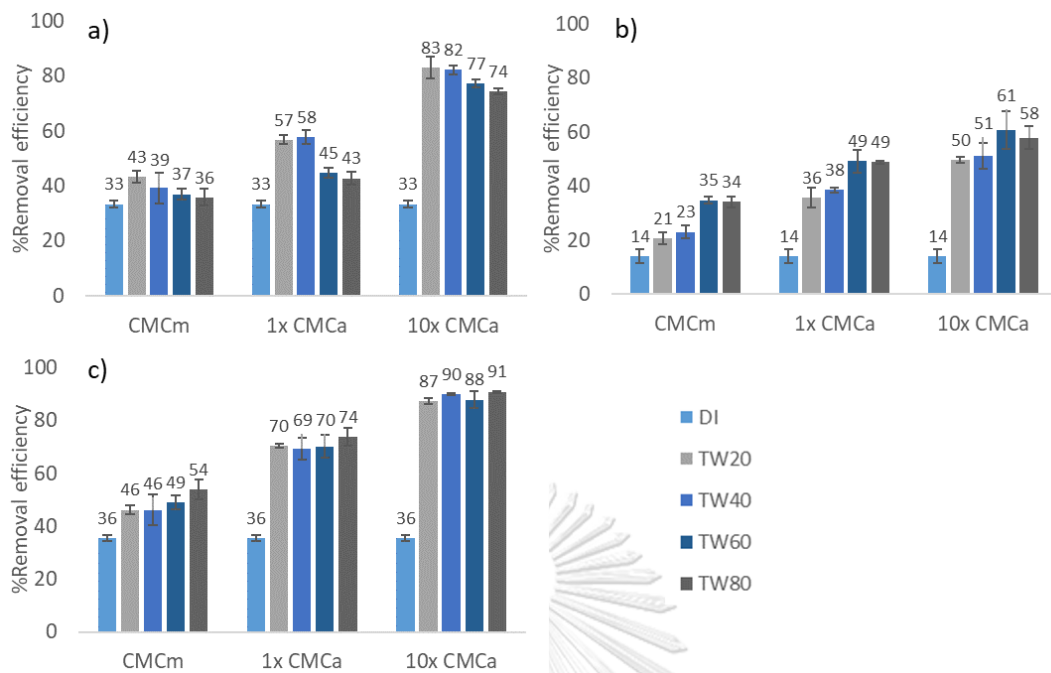 a)
%Removal efficiency
100
80
60
40
20
0
33 43 39 37 36
33 57 58 45 43
33 83 82 77 74
CMCm 1x CMCa 10x CMCa
b)
%Removal efficiency
100
80
60
40
20
0
14 21 23 35 34
14 36 38 49 49
14 50 51 61 58
CMCm 1x CMCa 10x CMCa
c)
%Removal efficiency
100
80
60
40
20
0
36 46 46 49 54
36 70 69 70 74
36 87 90 88 91
CMCm 1x CMCa 10x CMCa
DI
TW20
TW40
TW60
TW80